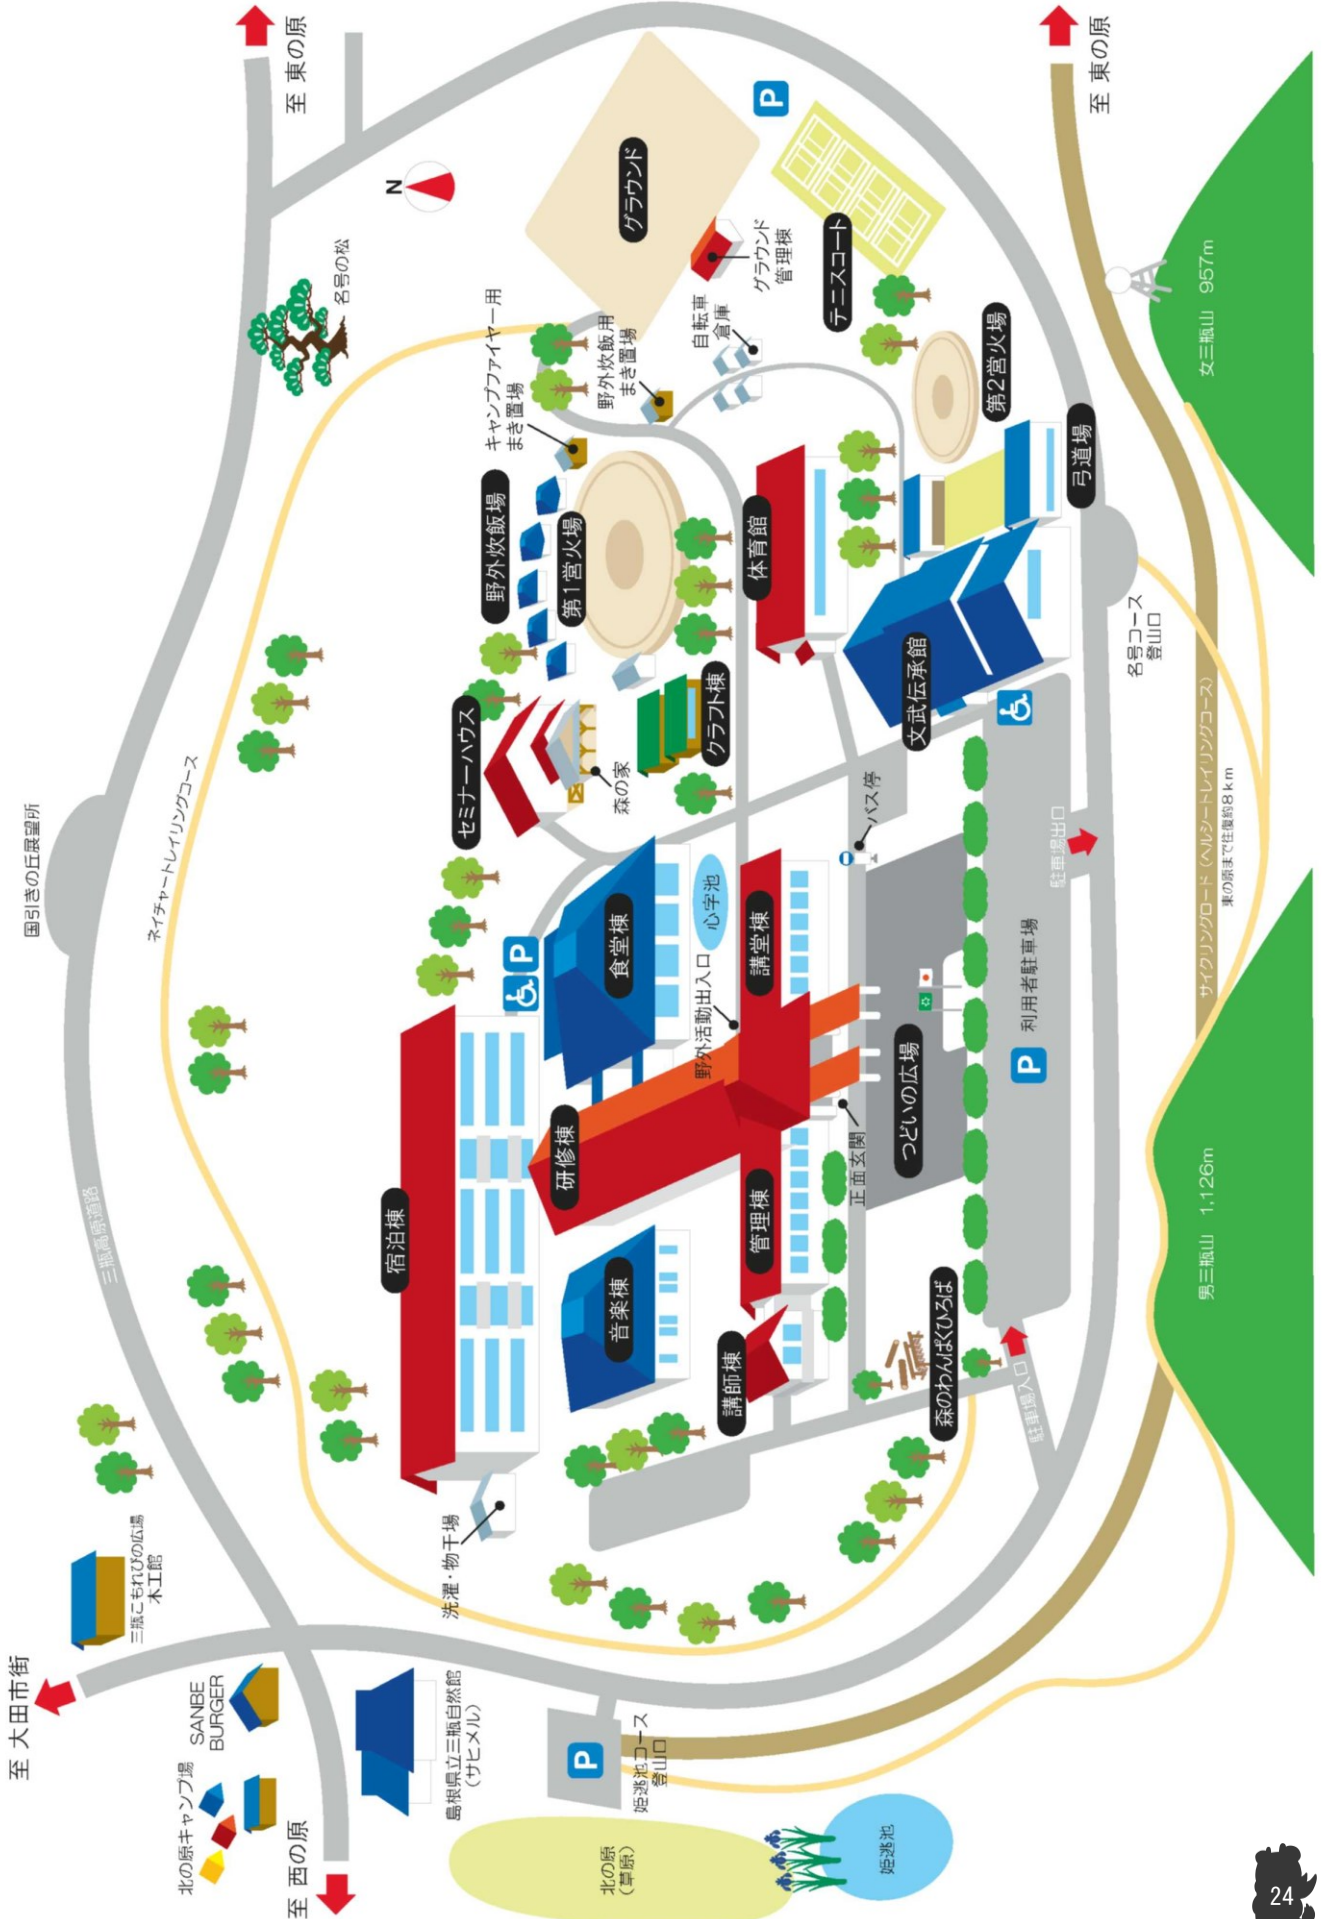 至 大田市街
三瓶こもれびの広場
木工館
SANBE
BURGER
北の原キャンプ場
至 西の原
島根県立三瓶自然館
（サヒメル）
北の原
（草原）
姫逃池
P
姫逃池コース
登山口
三瓶高原道路
国引きの丘展望所
ネイチャートレイリングコース
至 東の原
名号の松
N
洗濯・物干場
宿泊棟
音楽棟
研修棟
食堂棟
P
心字池
講師棟
管理棟
講堂棟
野外活動出入口
正面玄関
つどいの広場
バス停
森のわんぱくひろば
駐車場入口
P
利用者駐車場
駐車場出口
セミナーハウス
森の家
クラフト棟
野外炊飯場
第1営火場
キャンプファイヤー用
まき置場
野外炊飯用
まき置場
自転車
倉庫
グラウンド
グラウンド
管理棟
P
テニスコート
体育館
文武伝承館
弓道場
第2営火場
名号コース
登山口
サイクリングロード（ヘルシートレイリングコース）
東の原まで往復約8km
至 東の原
男三瓶山 1,126m
女三瓶山 957m
24